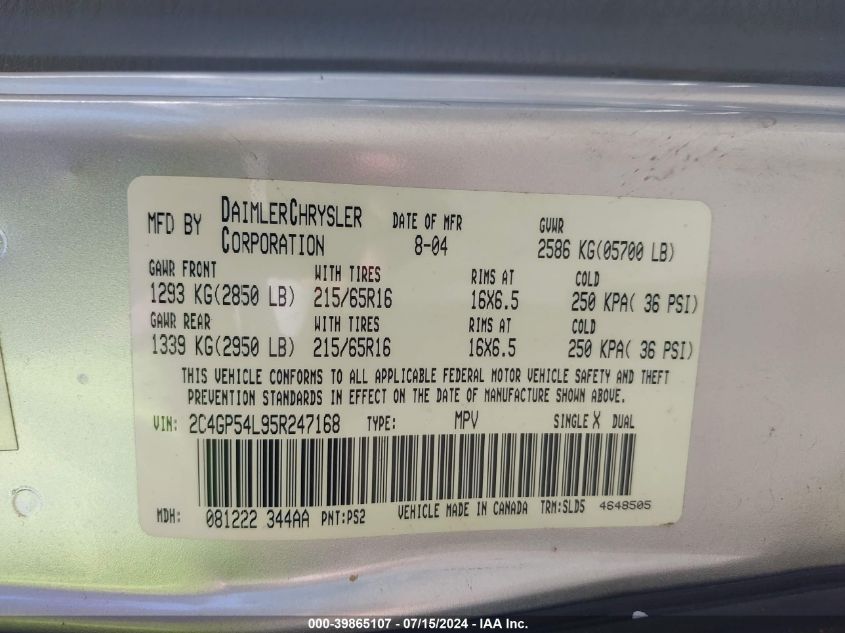 MFD BY DAIMLERCHRYSLER CORPORATION DATE OF MFR 8-04 GVWR 2586 KG(05700 LB)
GAWR FRONT WITH TIRES RIMS AT COLD
1293 KG(2850 LB) 215/65R16 16X6.5 250 KPA( 36 PSI)
GAWR REAR WITH TIRES RIMS AT COLD
1339 KG(2950 LB) 215/65R16 16X6.5 250 KPA( 36 PSI)
THIS VEHICLE CONFORMS TO ALL APPLICABLE FEDERAL MOTOR VEHICLE SAFETY AND THEFT
PREVENTION STANDARDS IN EFFECT ON THE DATE OF MANUFACTURE SHOWN ABOVE.
VIN: 2C4GP54L95R247168 TYPE: MPV SINGLE X DUAL
MDH: 081222 344AA PNT:PS2 VEHICLE MADE IN CANADA TRM:SLD5 4648505
000-39865107 - 07/15/2024 - IAA Inc.